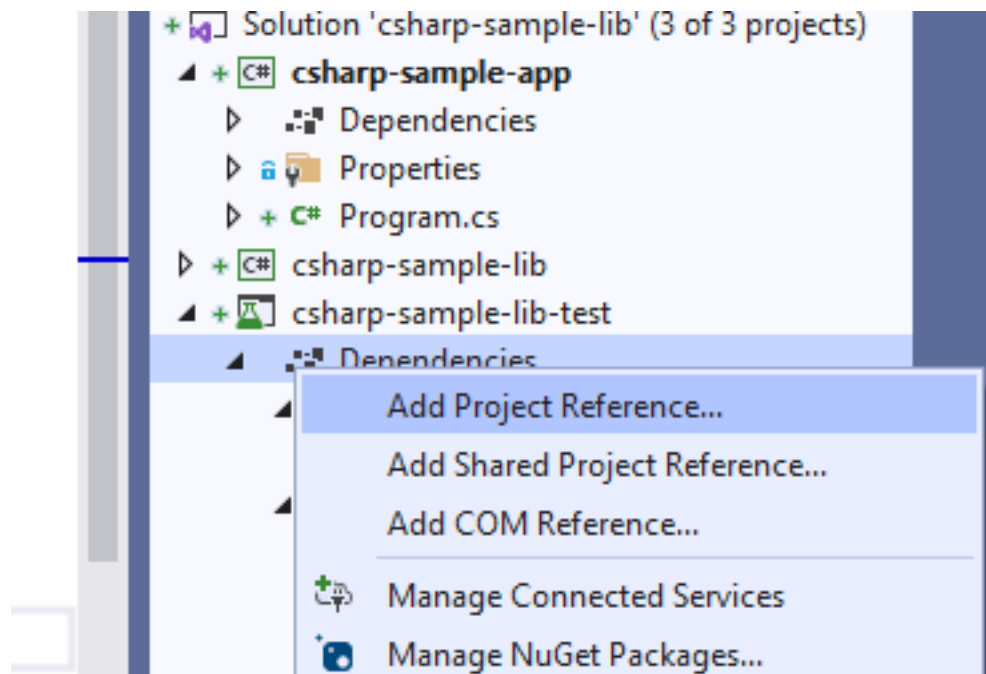 Solution 'csharp-sample-lib' (3 of 3 projects)
C# csharp-sample-app
Dependencies
Properties
C# Program.cs
C# csharp-sample-lib
csharp-sample-lib-test
Dependencies
Add Project Reference...
Add Shared Project Reference...
Add COM Reference...
Manage Connected Services
Manage NuGet Packages...